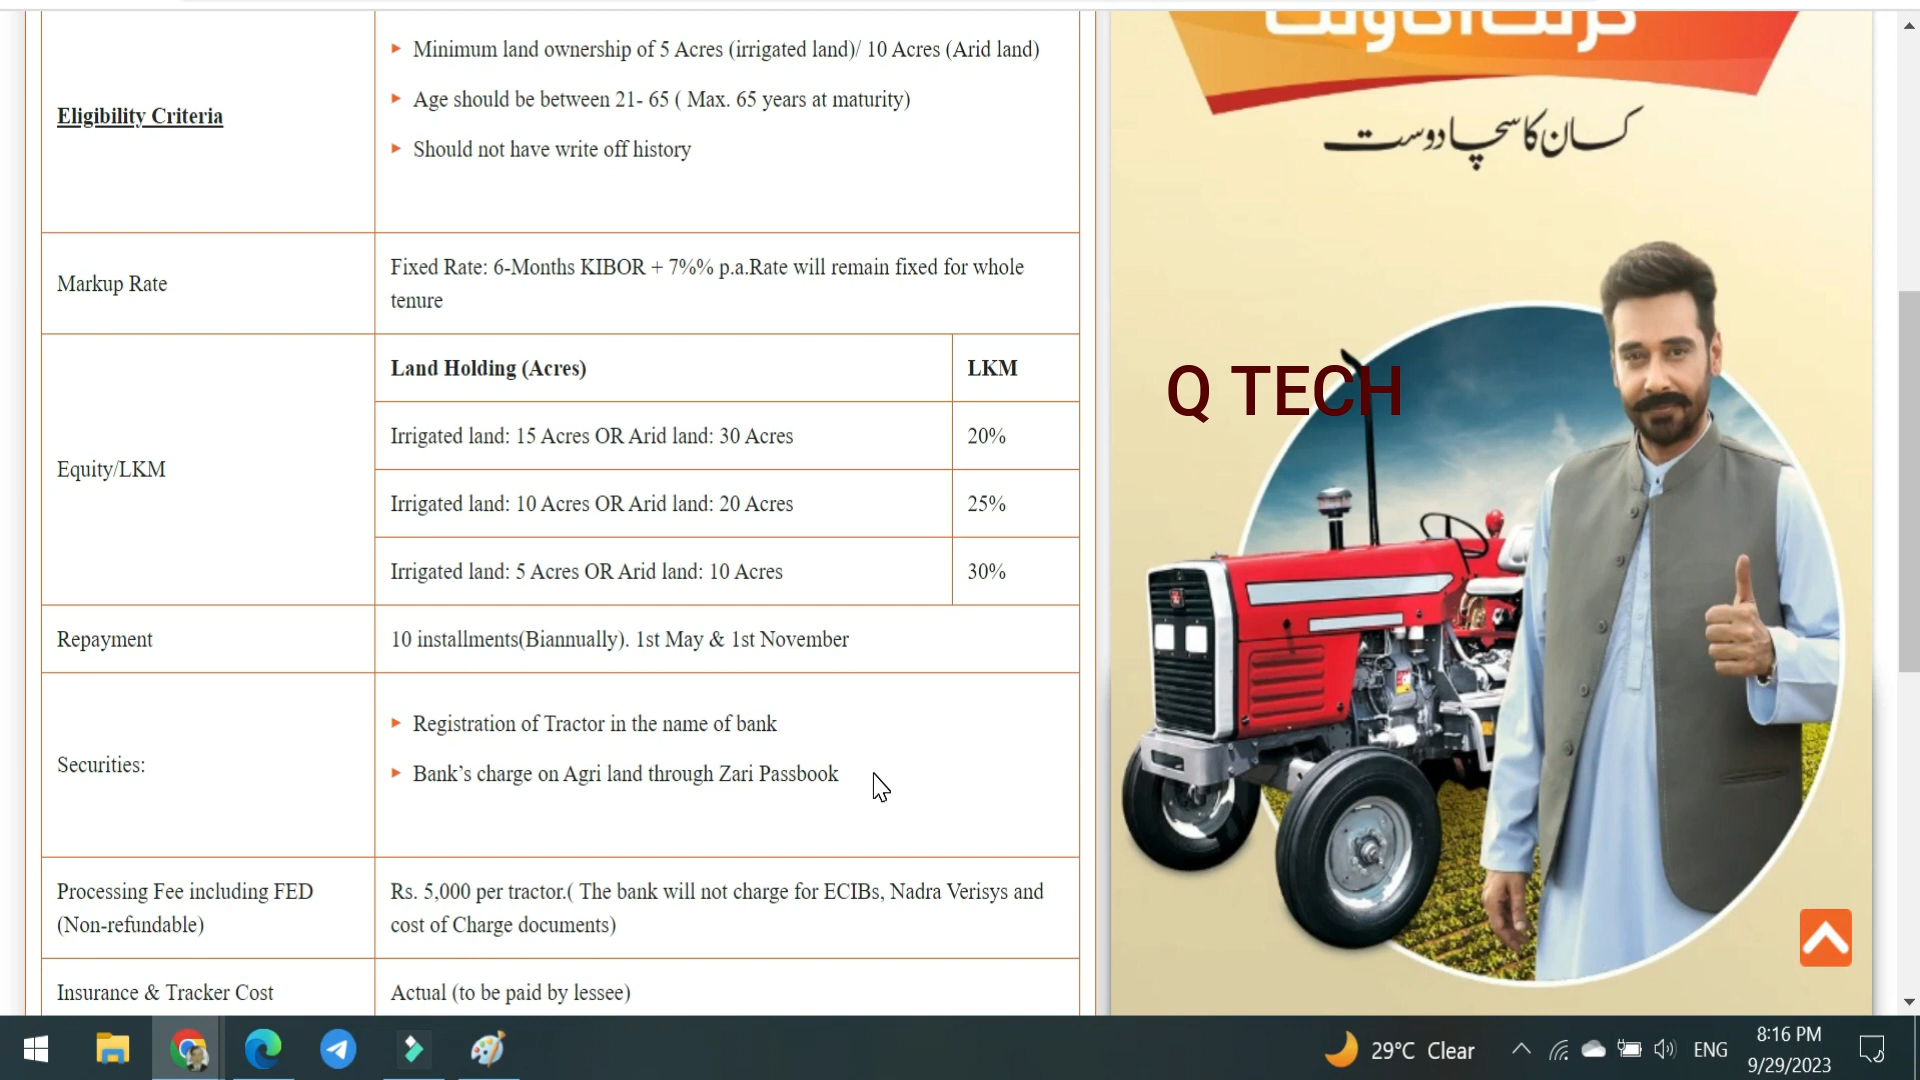 Minimum land ownership of 5 Acres (irrigated land)/ 10 Acres (Arid land)
Age should be between 21- 65 ( Max. 65 years at maturity)
Eligibility Criteria
Should not have write off history
Markup Rate
Fixed Rate: 6-Months KIBOR + 7%% p.a.Rate will remain fixed for whole
tenure
Land Holding (Acres) LKM
Irrigated land: 15 Acres OR Arid land: 30 Acres 20%
Equity/LKM
Irrigated land: 10 Acres OR Arid land: 20 Acres 25%
Irrigated land: 5 Acres OR Arid land: 10 Acres 30%
Repayment 10 installments(Biannually). 1st May & 1st November
Securities:
Registration of Tractor in the name of bank
Bank’s charge on Agri land through Zari Passbook
Processing Fee including FED
(Non-refundable)
Rs. 5,000 per tractor.( The bank will not charge for ECIBs, Nadra Verisys and
cost of Charge documents)
Insurance & Tracker Cost Actual (to be paid by lessee)
کسان کا سچا دوست
Q TECH
29°C Clear
ENG
8:16 PM
9/29/2023